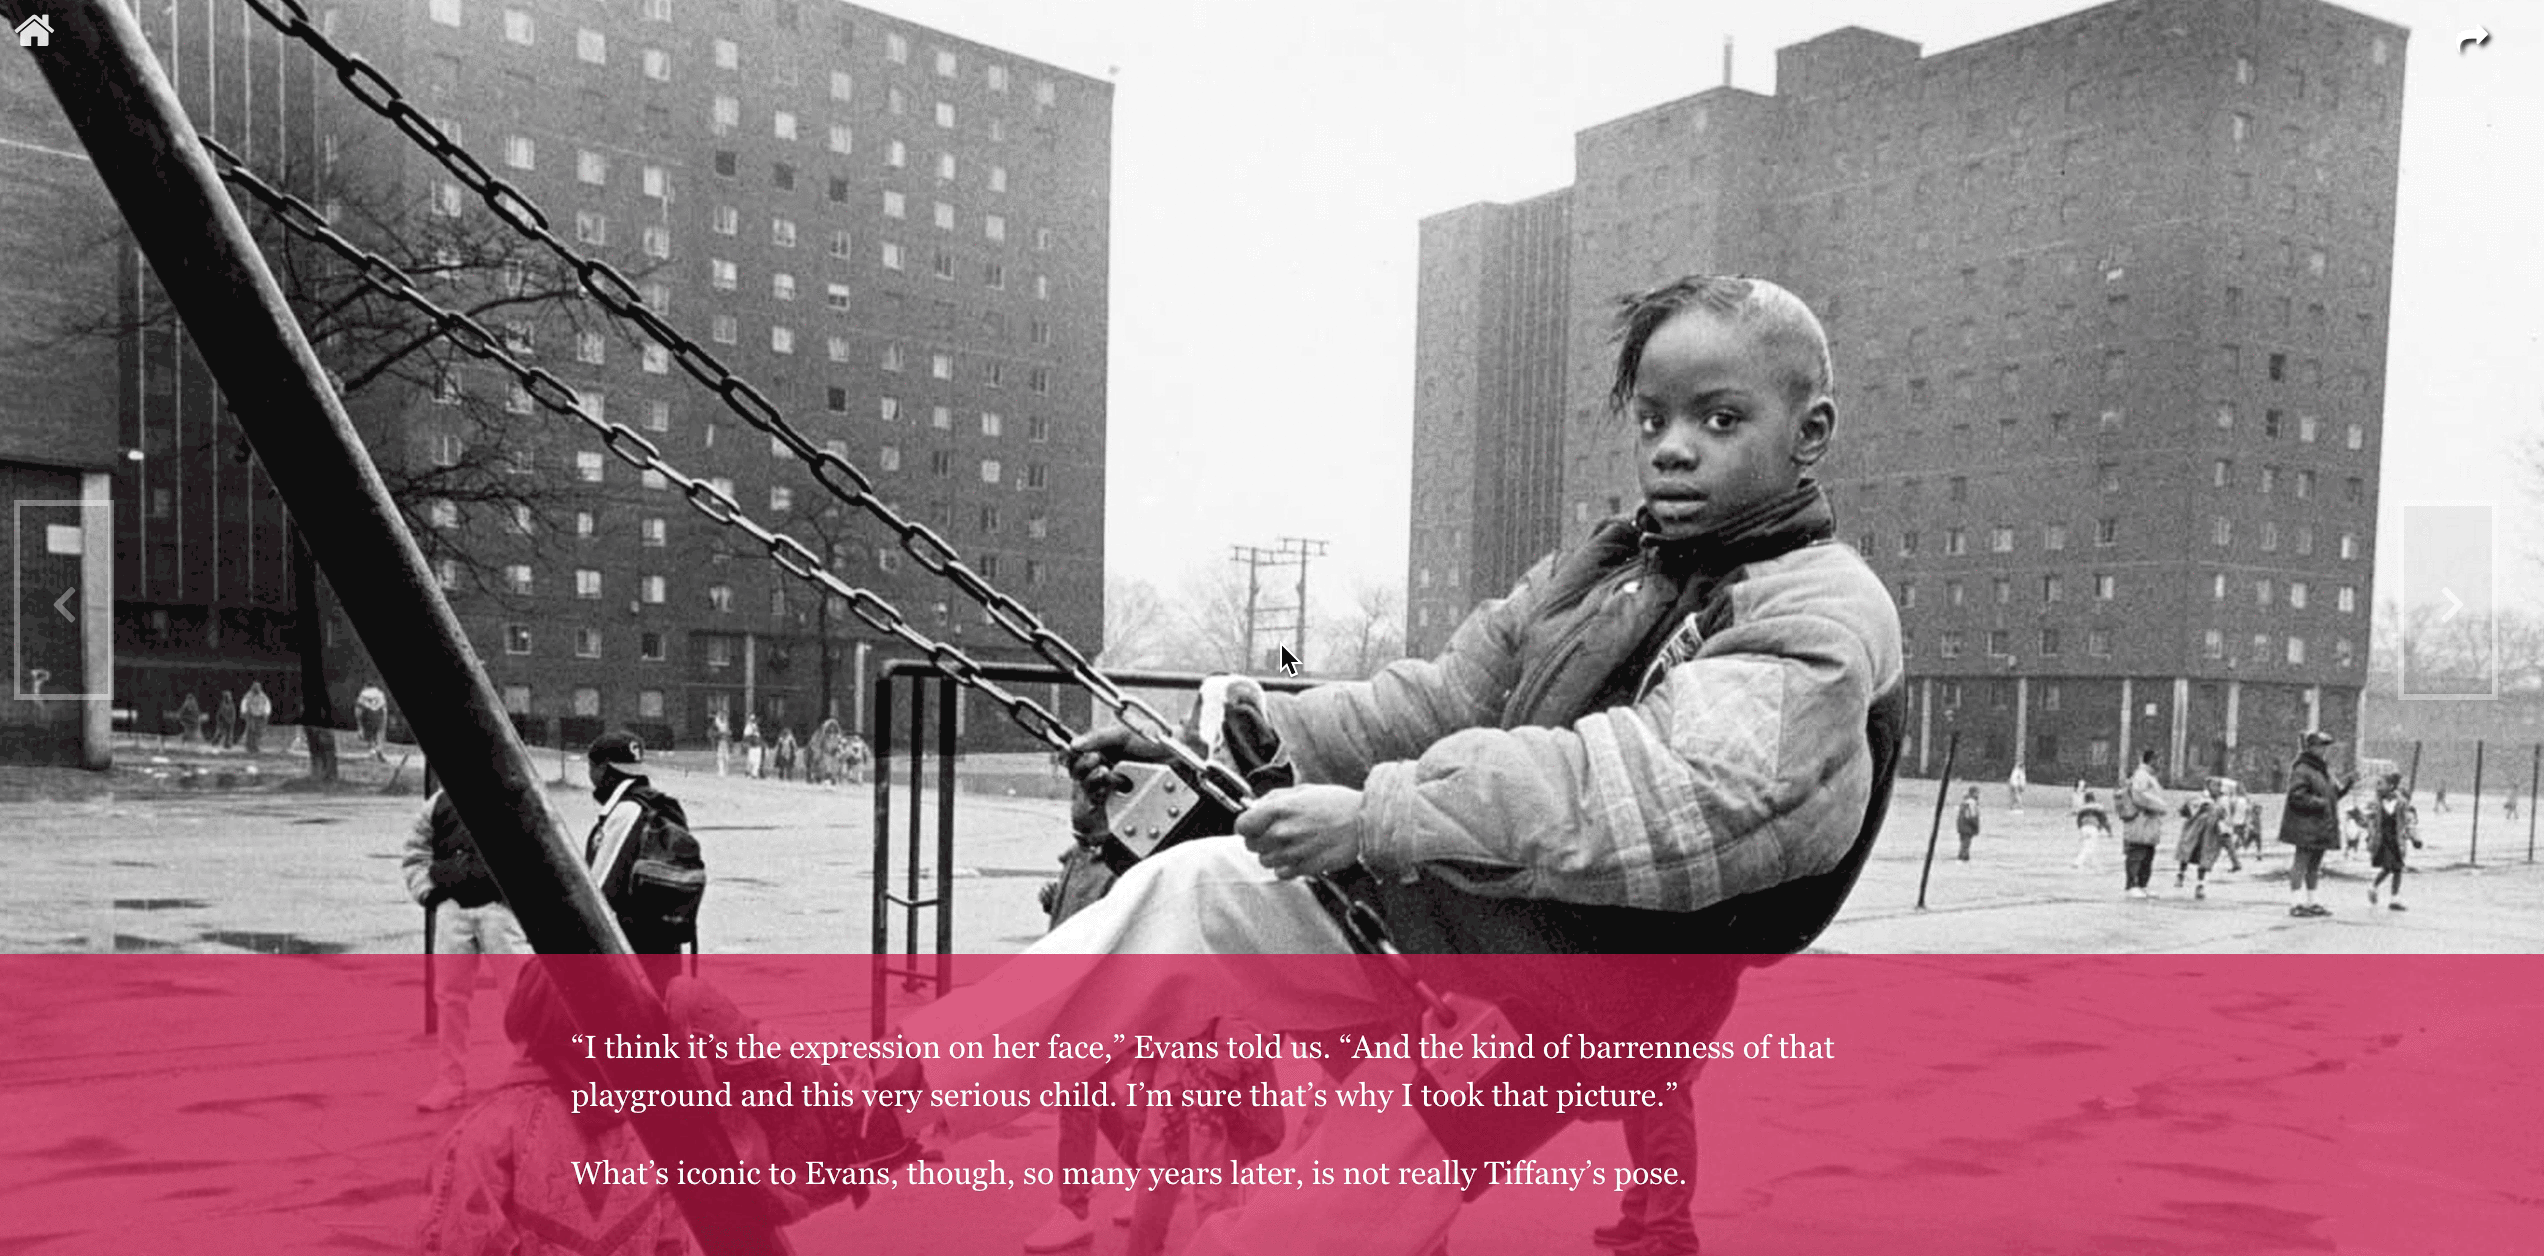 “I think it’s the expression on her face,” Evans told us. “And the kind of barrenness of that
playground and this very serious child. I’m sure that’s why I took that picture.”
What’s iconic to Evans, though, so many years later, is not really Tiffany’s pose.